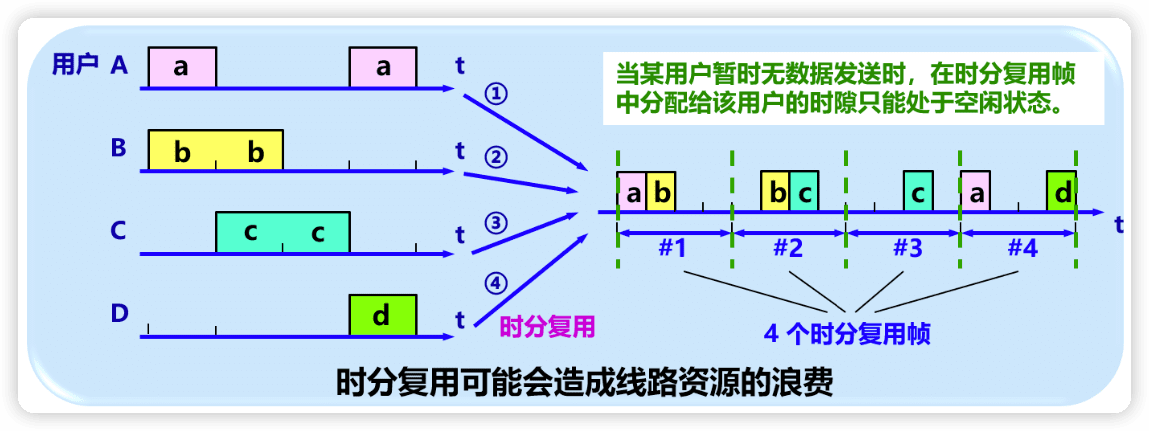 用户 A
a
a
t
①
B
b
b
t
②
C
c
c
t
③
D
d
t
④
时分复用
当某用户暂时无数据发送时，在时分复用帧
中分配给该用户的时隙只能处于空闲状态。
a b
b c
c
a
d
t
#1
#2
#3
#4
4 个时分复用帧
时分复用可能会造成线路资源的浪费